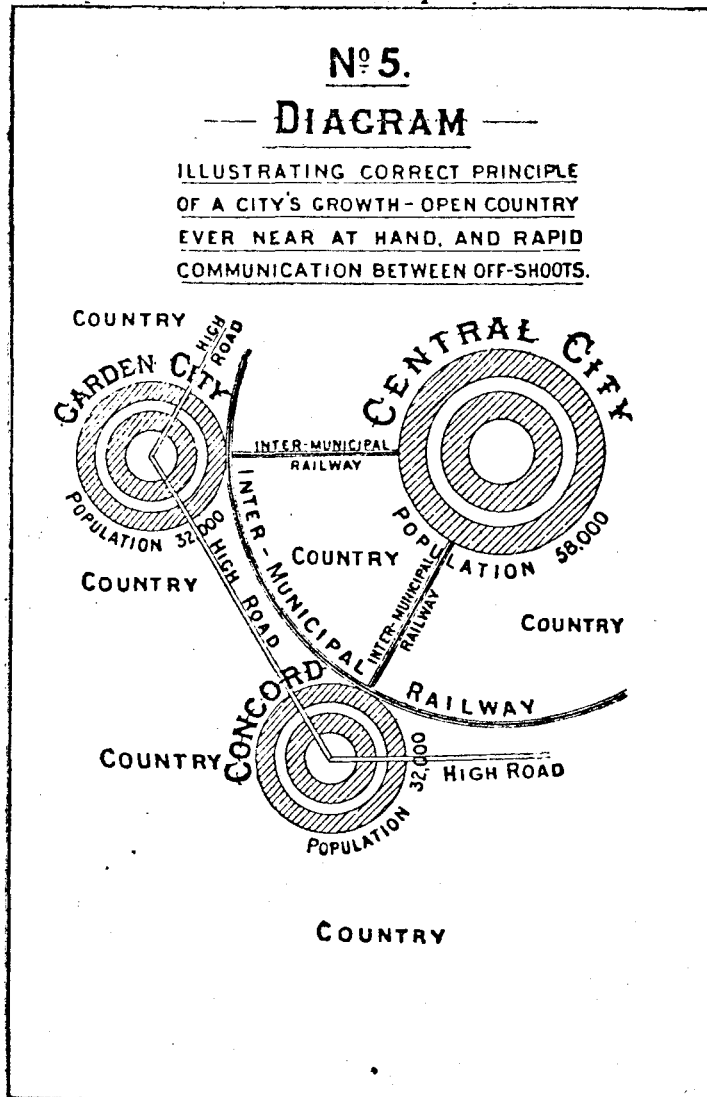 Nº 5.
— DIAGRAM —
ILLUSTRATING CORRECT PRINCIPLE
OF A CITY'S GROWTH - OPEN COUNTRY
EVER NEAR AT HAND, AND RAPID
COMMUNICATION BETWEEN OFF-SHOOTS.
COUNTRY
HIGH
ROAD
GARDEN CITY
POPULATION 32,000
CENTRAL CITY
POPULATION 58,000
INTER-MUNICIPAL
RAILWAY
INTER-MUNICIPAL RAILWAY
COUNTRY
COUNTRY
HIGH ROAD
INTER-MUNICIPAL
RAILWAY
COUNTRY
CONCORD
POPULATION 32,000
COUNTRY
HIGH ROAD
COUNTRY